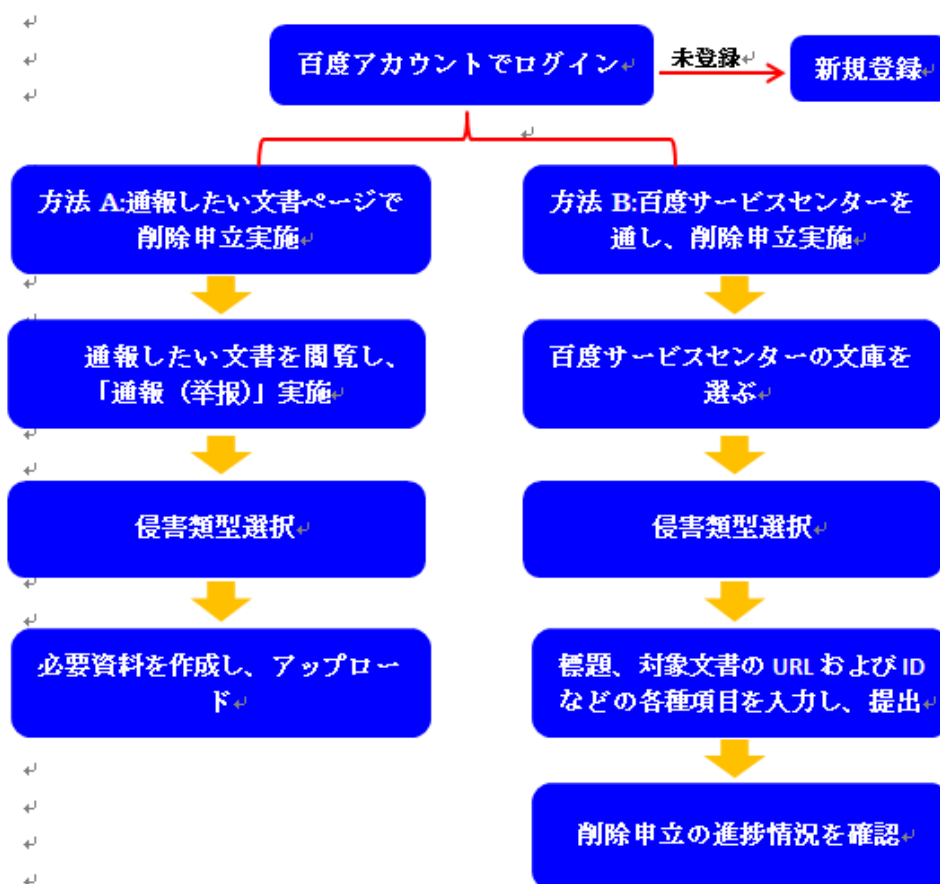 百度アカウントでログイン
未登録
新規登録
方法 A:通報したい文書ページで
削除申立実施
方法 B:百度サービスセンターを
通し、削除申立実施
通報したい文書を閲覧し、
「通報（举报）」実施
百度サービスセンターの文庫を
選ぶ
侵害類型選択
侵害類型選択
必要資料を作成し、アップロー
ド
標題、対象文書の URL および ID
などの各種項目を入力し、提出
削除申立の進捗情況を確認